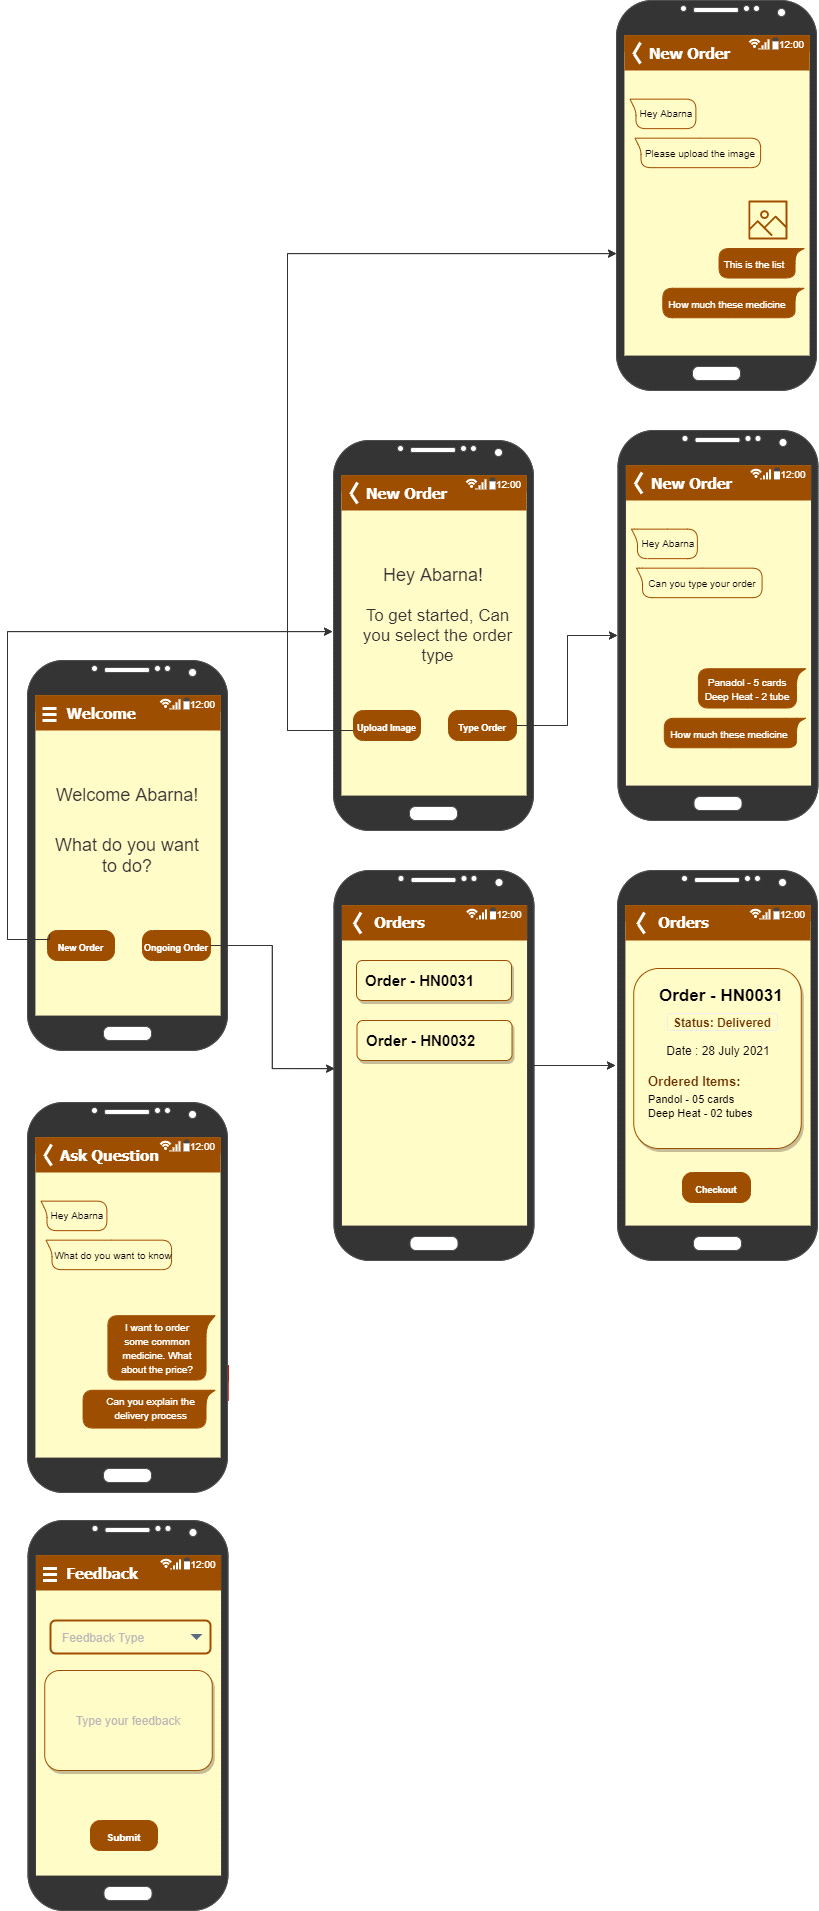 12:00
New Order
Hey Abarna
Please upload the image
This is the list
How much these medicine
12:00
New Order
Hey Abarna!
To get started, Can
you select the order
type
Upload Image
Type Order
12:00
New Order
Hey Abarna
Can you type your order
Panadol - 5 cards
Deep Heat - 2 tube
How much these medicine
12:00
Welcome
Welcome Abarna!
What do you want
to do?
New Order
Ongoing Order
12:00
Orders
Order - HN0031
Order - HN0032
12:00
Orders
Order - HN0031
Status: Delivered
Date : 28 July 2021
Ordered Items:
Pandol - 05 cards
Deep Heat - 02 tubes
Checkout
12:00
Ask Question
Hey Abarna
What do you want to know
I want to order
some common
medicine. What
about the price?
Can you explain the
delivery process
12:00
Feedback
Feedback Type
Type your feedback
Submit